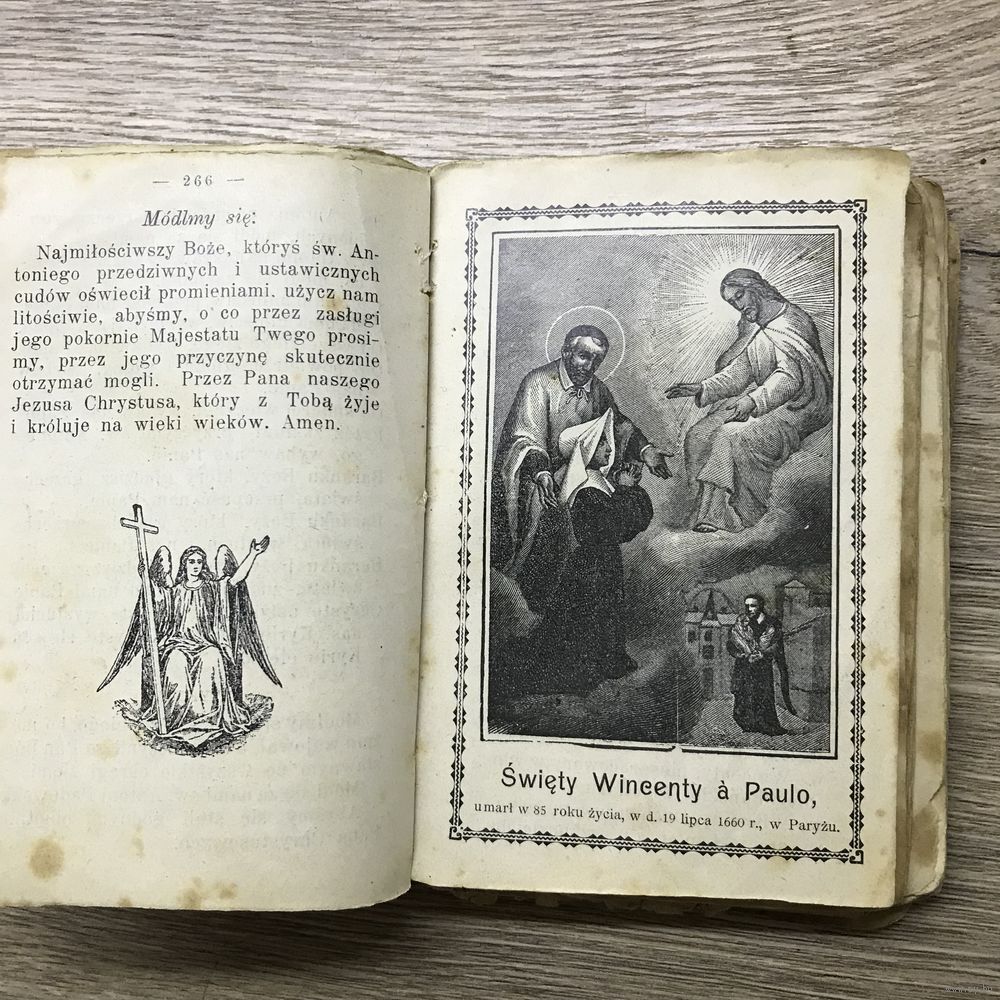 — 266 —
Módlmy się:
Najmiłościwszy Boże, któryś św. An-
toniego przedziwnych i ustawicznych
cudów oświecił promieniami. użycz nam
litościwie, abyśmy, o co przez zasługi
jego pokornie Majestatu Twego prosi-
my, przez jego przyczynę skutecznie
otrzymać mogli. Przez Pana naszego
Jezusa Chrystusa, który z Tobą żyje
i króluje na wieki wieków. Amen.
Święty Wincenty à Paulo,
umarł w 85 roku życia, w d. 19 lipca 1660 r., w Paryżu.